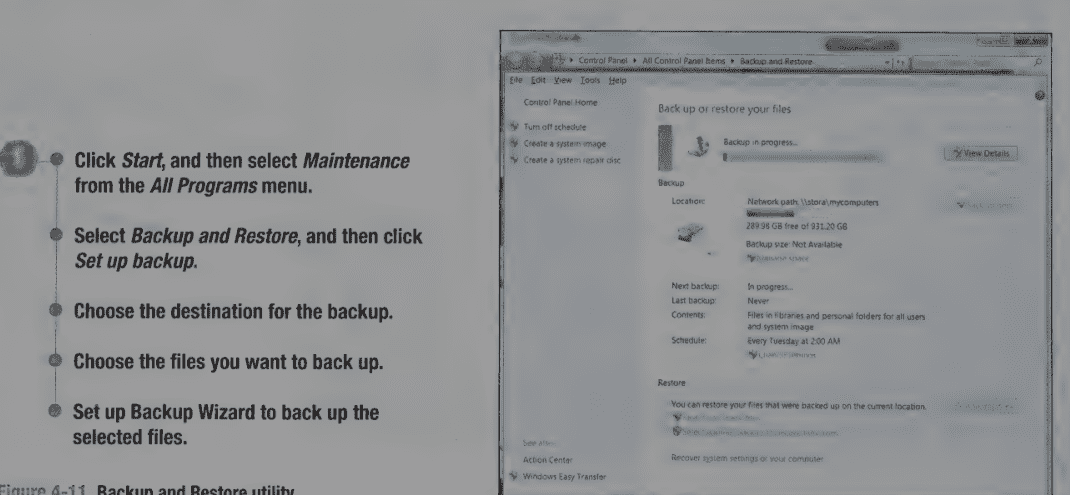 1
Click Start, and then select Maintenance
from the All Programs menu.
Select Backup and Restore, and then click
Set up backup.
Choose the destination for the backup.
Choose the files you want to back up.
Set up Backup Wizard to back up the
selected files.
Figure 4-11 Backup and Restore utility
Control Panel All Control Panel Items Backup and Restore
File Edit View Tools Help
Control Panel Home
Turn off schedule
Create a system image
Create a system repair disc
See also
Action Center
Windows Easy Transfer
Back up or restore your files
Backup in progress...
View Details
Backup
Location: Network path: \\stora\mycomputers
289.98 GB free of 931.20 GB
Backup size: Not Available
Manage space
Next backup: In progress...
Last backup: Never
Contents: Files in libraries and personal folders for all users
and system image
Schedule: Every Tuesday at 2:00 AM
Restore
You can restore your files that were backed up on the current location.
Recover system settings or your computer